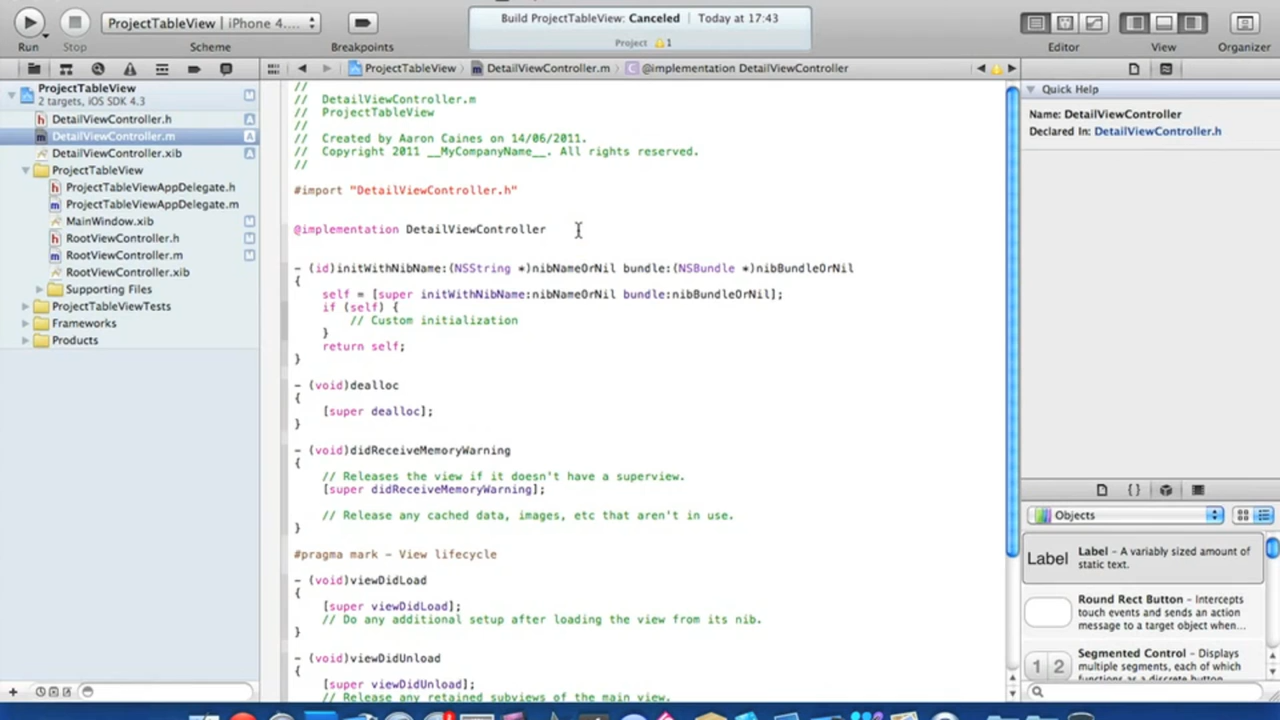 ProjectTableView | iPhone 4....
Build ProjectTableView: Canceled | Today at 17:43
Project 1
Run Stop Scheme Breakpoints Editor View Organizer
ProjectTableView DetailViewController.m @implementation DetailViewController
ProjectTableView
2 targets, iOS SDK 4.3
M
DetailViewController.h A
DetailViewController.m A
DetailViewController.xib A
ProjectTableView
ProjectTableViewAppDelegate.h
ProjectTableViewAppDelegate.m
MainWindow.xib M
RootViewController.h M
RootViewController.m M
RootViewController.xib
Supporting Files
ProjectTableViewTests
Frameworks
Products
//
// DetailViewController.m
// ProjectTableView
//
// Created by Aaron Caines on 14/06/2011.
// Copyright 2011 __MyCompanyName__. All rights reserved.
//
#import "DetailViewController.h"
@implementation DetailViewController
- (id)initWithNibName:(NSString *)nibNameOrNil bundle:(NSBundle *)nibBundleOrNil
{
self = [super initWithNibName:nibNameOrNil bundle:nibBundleOrNil];
if (self) {
// Custom initialization
}
return self;
}
- (void)dealloc
{
[super dealloc];
}
- (void)didReceiveMemoryWarning
{
// Releases the view if it doesn't have a superview.
[super didReceiveMemoryWarning];
// Release any cached data, images, etc that aren't in use.
}
#pragma mark - View lifecycle
- (void)viewDidLoad
{
[super viewDidLoad];
// Do any additional setup after loading the view from its nib.
}
- (void)viewDidUnload
{
[super viewDidUnload];
// Release any retained subviews of the main view.
Quick Help
Name: DetailViewController
Declared In: DetailViewController.h
{ }
Objects
Label
Label - A variably sized amount of
static text.
Round Rect Button - Intercepts
touch events and sends an action
message to a target object when...
1 2
Segmented Control - Displays
multiple segments, each of which
functions as a discrete button.